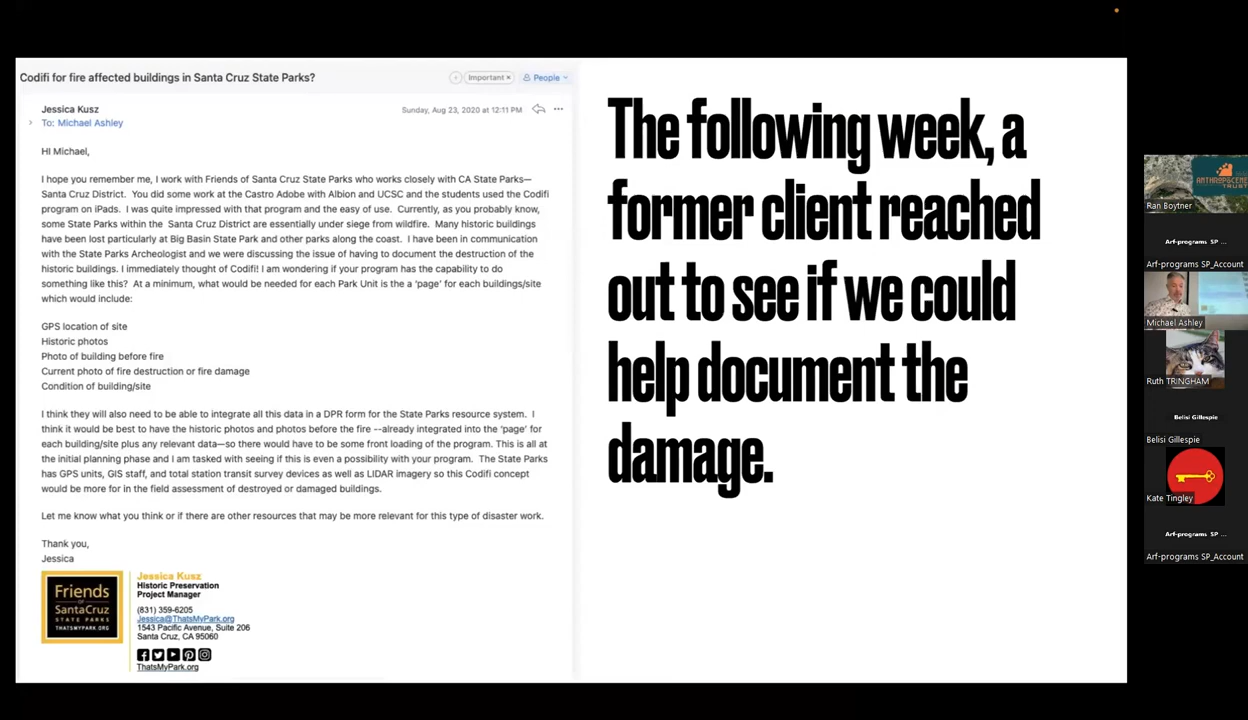 Codifi for fire affected buildings in Santa Cruz State Parks?
Important ×
People
Jessica Kusz
Sunday, Aug 23, 2020 at 12:11 PM
To: Michael Ashley
HI Michael,
I hope you remember me, I work with Friends of Santa Cruz State Parks who works closely with CA State Parks—
Santa Cruz District. You did some work at the Castro Adobe with Albion and UCSC and the students used the Codifi
program on iPads. I was quite impressed with that program and the easy of use. Currently, as you probably know,
some State Parks within the Santa Cruz District are essentially under siege from wildfire. Many historic buildings
have been lost particularly at Big Basin State Park and other parks along the coast. I have been in communication
with the State Parks Archeologist and we were discussing the issue of having to document the destruction of the
historic buildings. I immediately thought of Codifi! I am wondering if your program has the capability to do
something like this? At a minimum, what would be needed for each Park Unit is the a 'page' for each buildings/site
which would include:
GPS location of site
Historic photos
Photo of building before fire
Current photo of fire destruction or fire damage
Condition of building/site
I think they will also need to be able to integrate all this data in a DPR form for the State Parks resource system. I
think it would be best to have the historic photos and photos before the fire --already integrated into the 'page' for
each building/site plus any relevant data—so there would have to be some front loading of the program. This is all at
the initial planning phase and I am tasked with seeing if this is even a possibility with your program. The State Parks
has GPS units, GIS staff, and total station transit survey devices as well as LIDAR imagery so this Codifi concept
would be more for in the field assessment of destroyed or damaged buildings.
Let me know what you think or if there are other resources that may be more relevant for this type of disaster work.
Thank you,
Jessica
Friends
OF
SantaCruz
STATE PARKS
THATSMYPARK.ORG
Jessica Kusz
Historic Preservation
Project Manager
(831) 359-6205
Jessica@ThatsMyPark.org
1543 Pacific Avenue, Suite 206
Santa Cruz, CA 95060
ThatsMyPark.org
The following week, a
former client reached
out to see if we could
help document the
damage.
TRUST
Ran Boytner
Arf-programs SP ...
Arf-programs SP_Account
Michael Ashley
Ruth TRINGHAM
Belisi Gillespie
Belisi Gillespie
Kate Tingley
Arf-programs SP ...
Arf-programs SP_Account